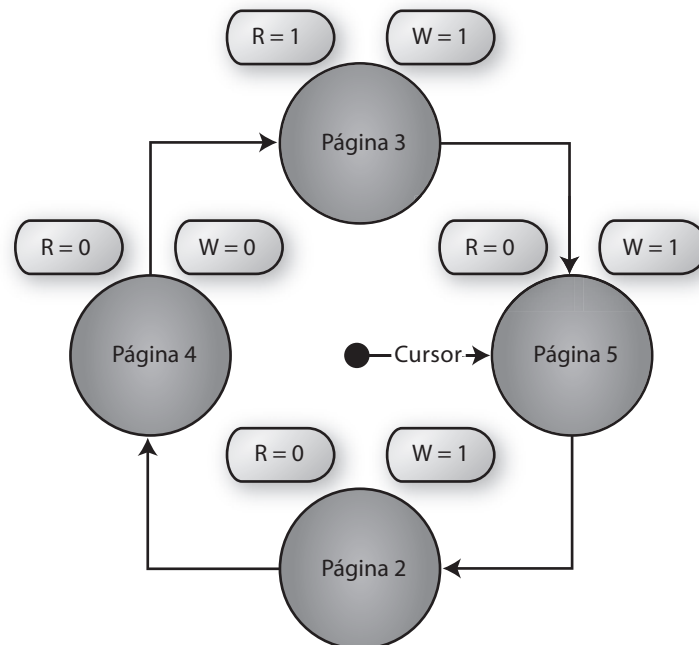 R = 1
W = 1
Página 3
R = 0
W = 0
R = 0
W = 1
Página 4
Cursor
Página 5
R = 0
W = 1
Página 2